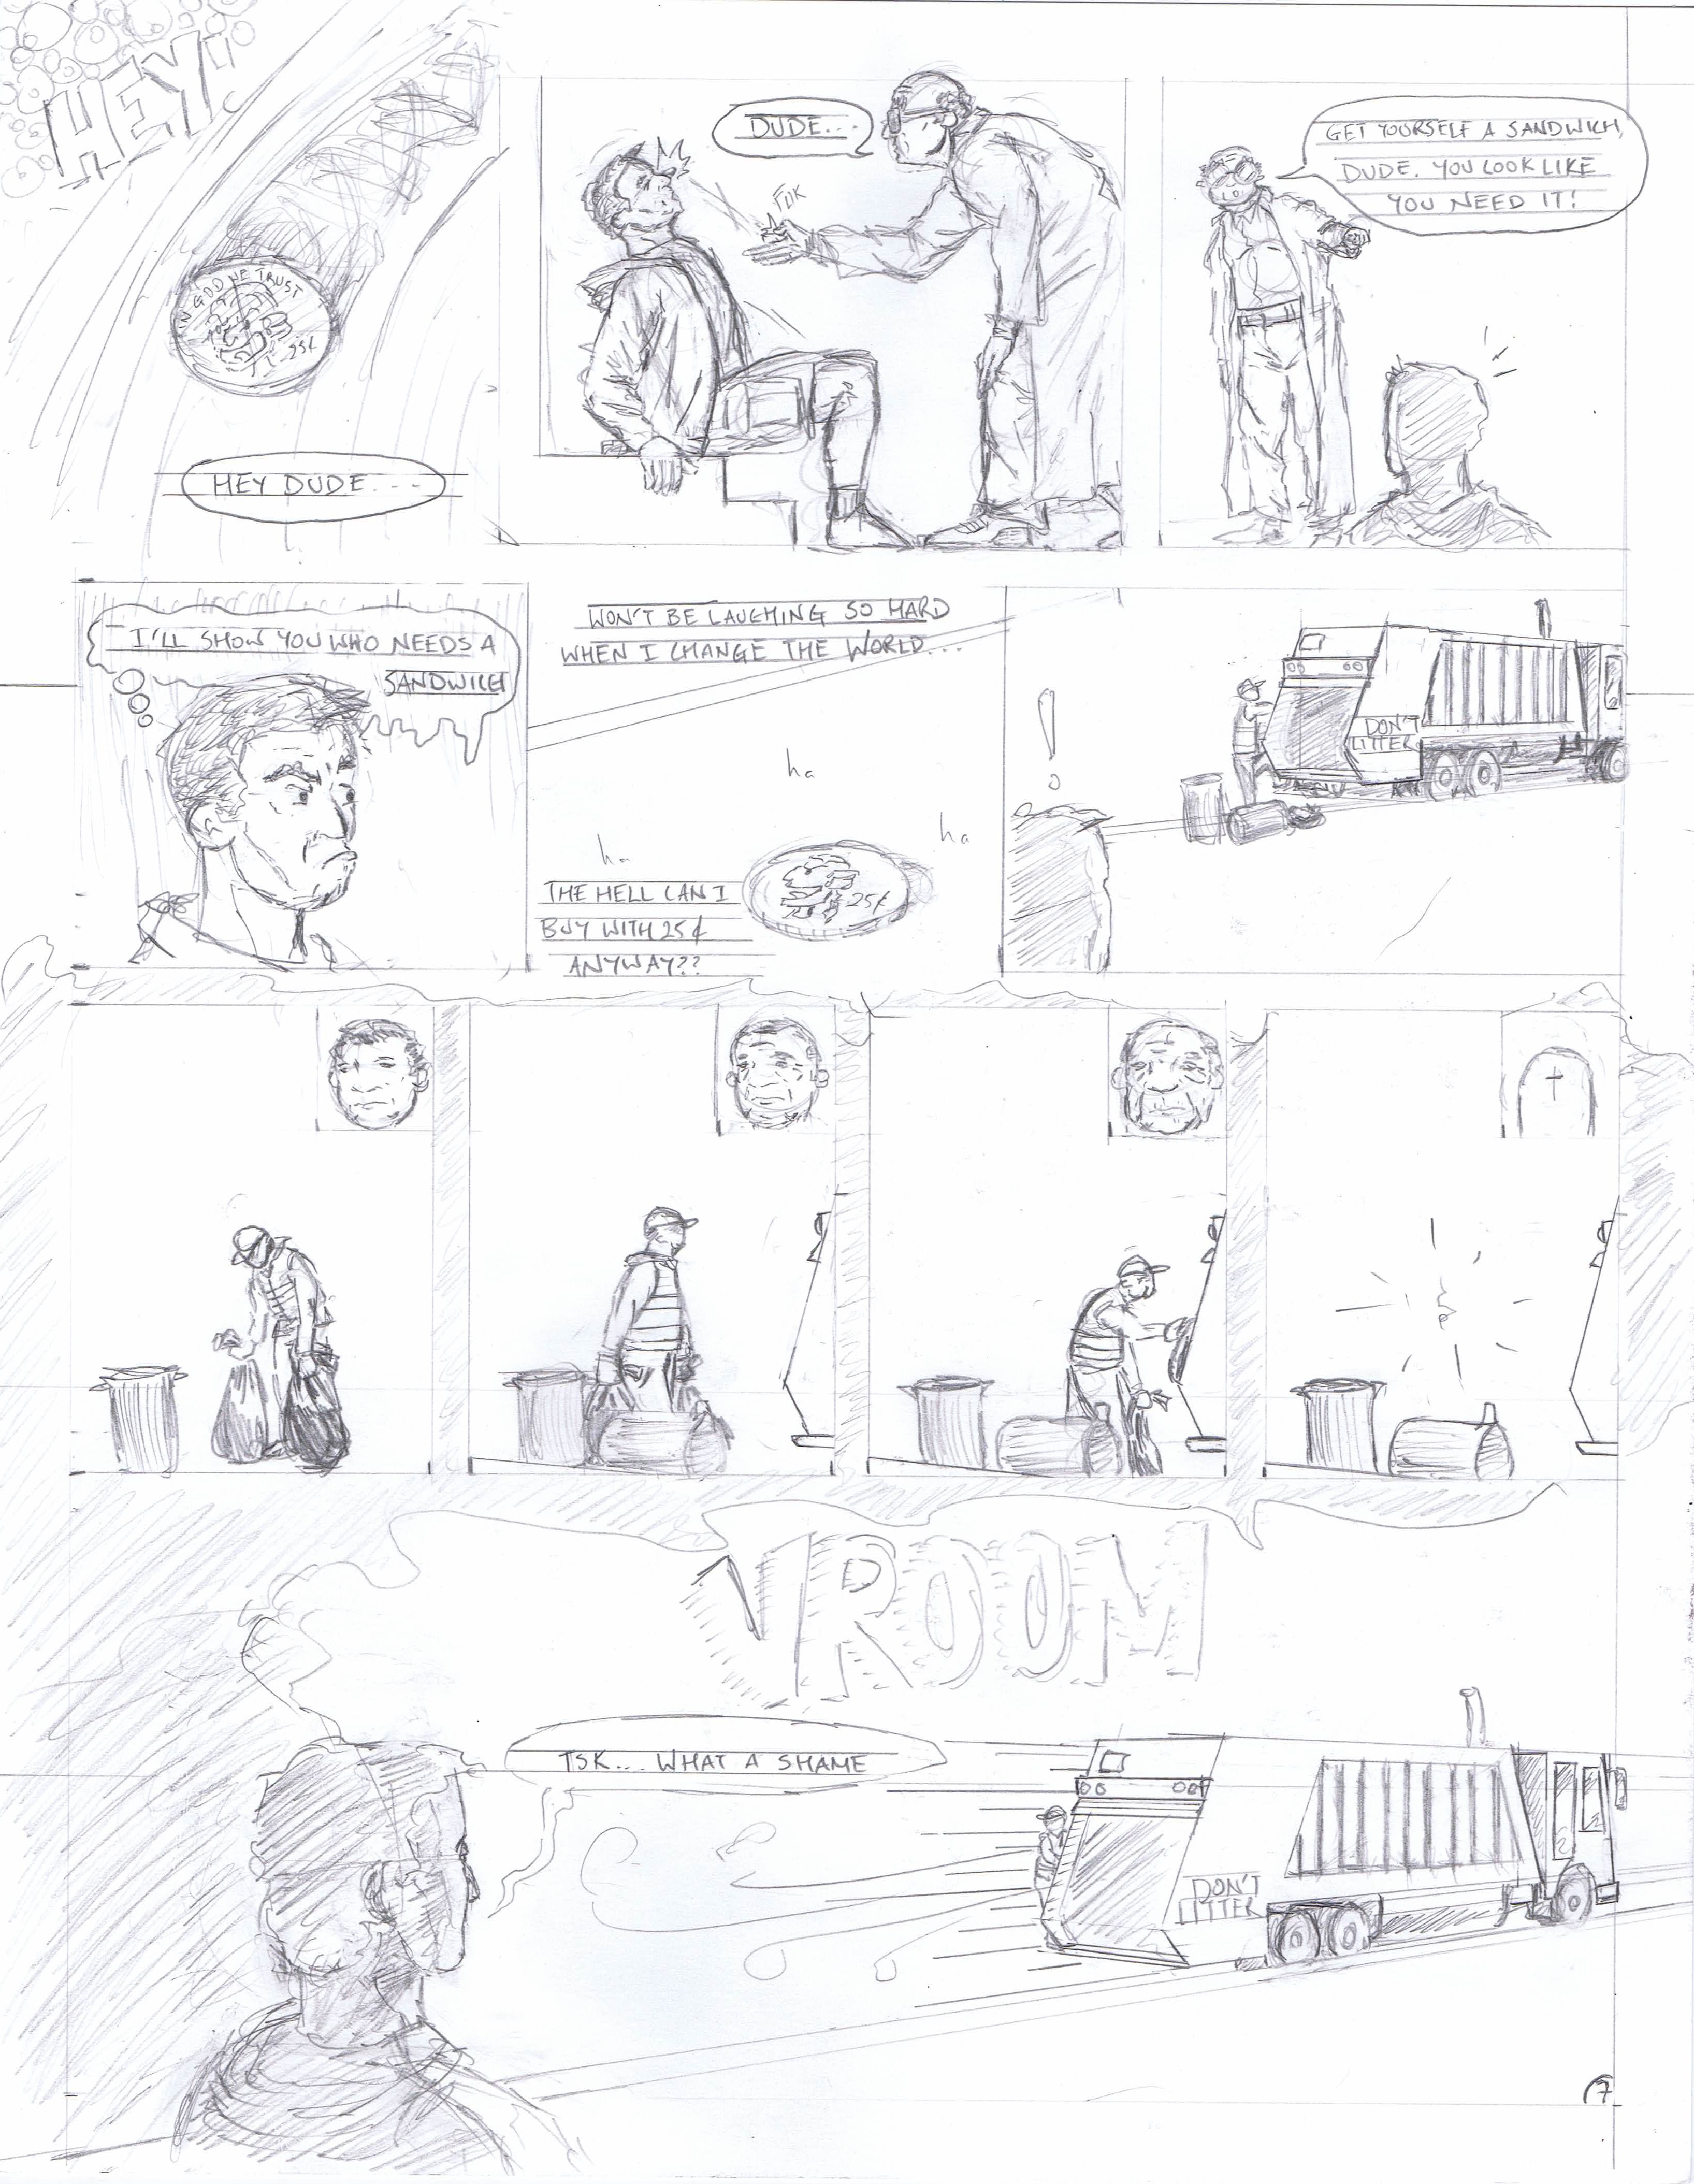 HEY!
IN GOD WE TRUST
25¢
HEY DUDE....
DUDE...
FLIK
GET YOURSELF A SANDWICH,
DUDE. YOU LOOK LIKE
YOU NEED IT!
I'LL SHOW YOU WHO NEEDS A
SANDWICH
WON'T BE LAUGHING SO HARD
WHEN I CHANGE THE WORLD...
ha
ha
ha
THE HELL CAN I
BUY WITH 25¢
ANYWAY??
25¢
!
DON'T
LITTER
VROOM
TSK.... WHAT A SHAME
DON'T
LITTER
7